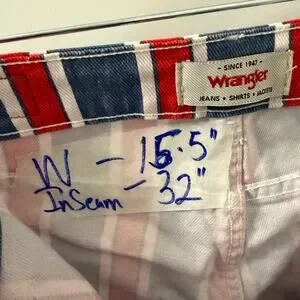 - SINCE 1947 -
Wrangler
JEANS • SHIRTS • JACKETS
W - 15.5"
InSeam - 32"